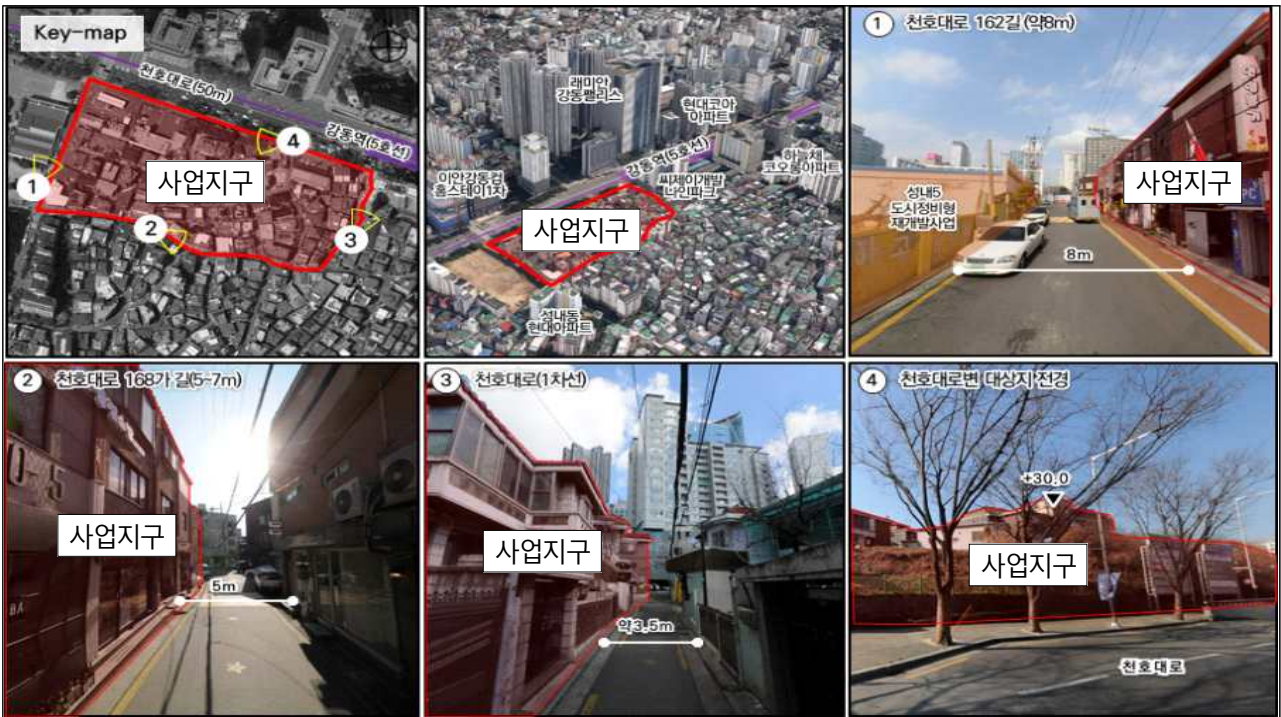 Key-map
천호대로(50m)
강동역(5호선)
4
사업지구
1
2
3
래미안
강동팰리스
현대코아
아파트
강동역(5호선)
하늘채
코오롱아파트
이안강동컴
홈스테이1차
씨제이개발
나인파크
사업지구
성내동
현대아파트
1 천호대로 162길 (약8m)
사업지구
성내5
도시정비형
재개발사업
8m
PC
2 천호대로 168가 길(5~7m)
사업지구
5m
3 천호대로(1차선)
사업지구
약3.5m
4 천호대로변 대상지 전경
+30.0
사업지구
천호대로